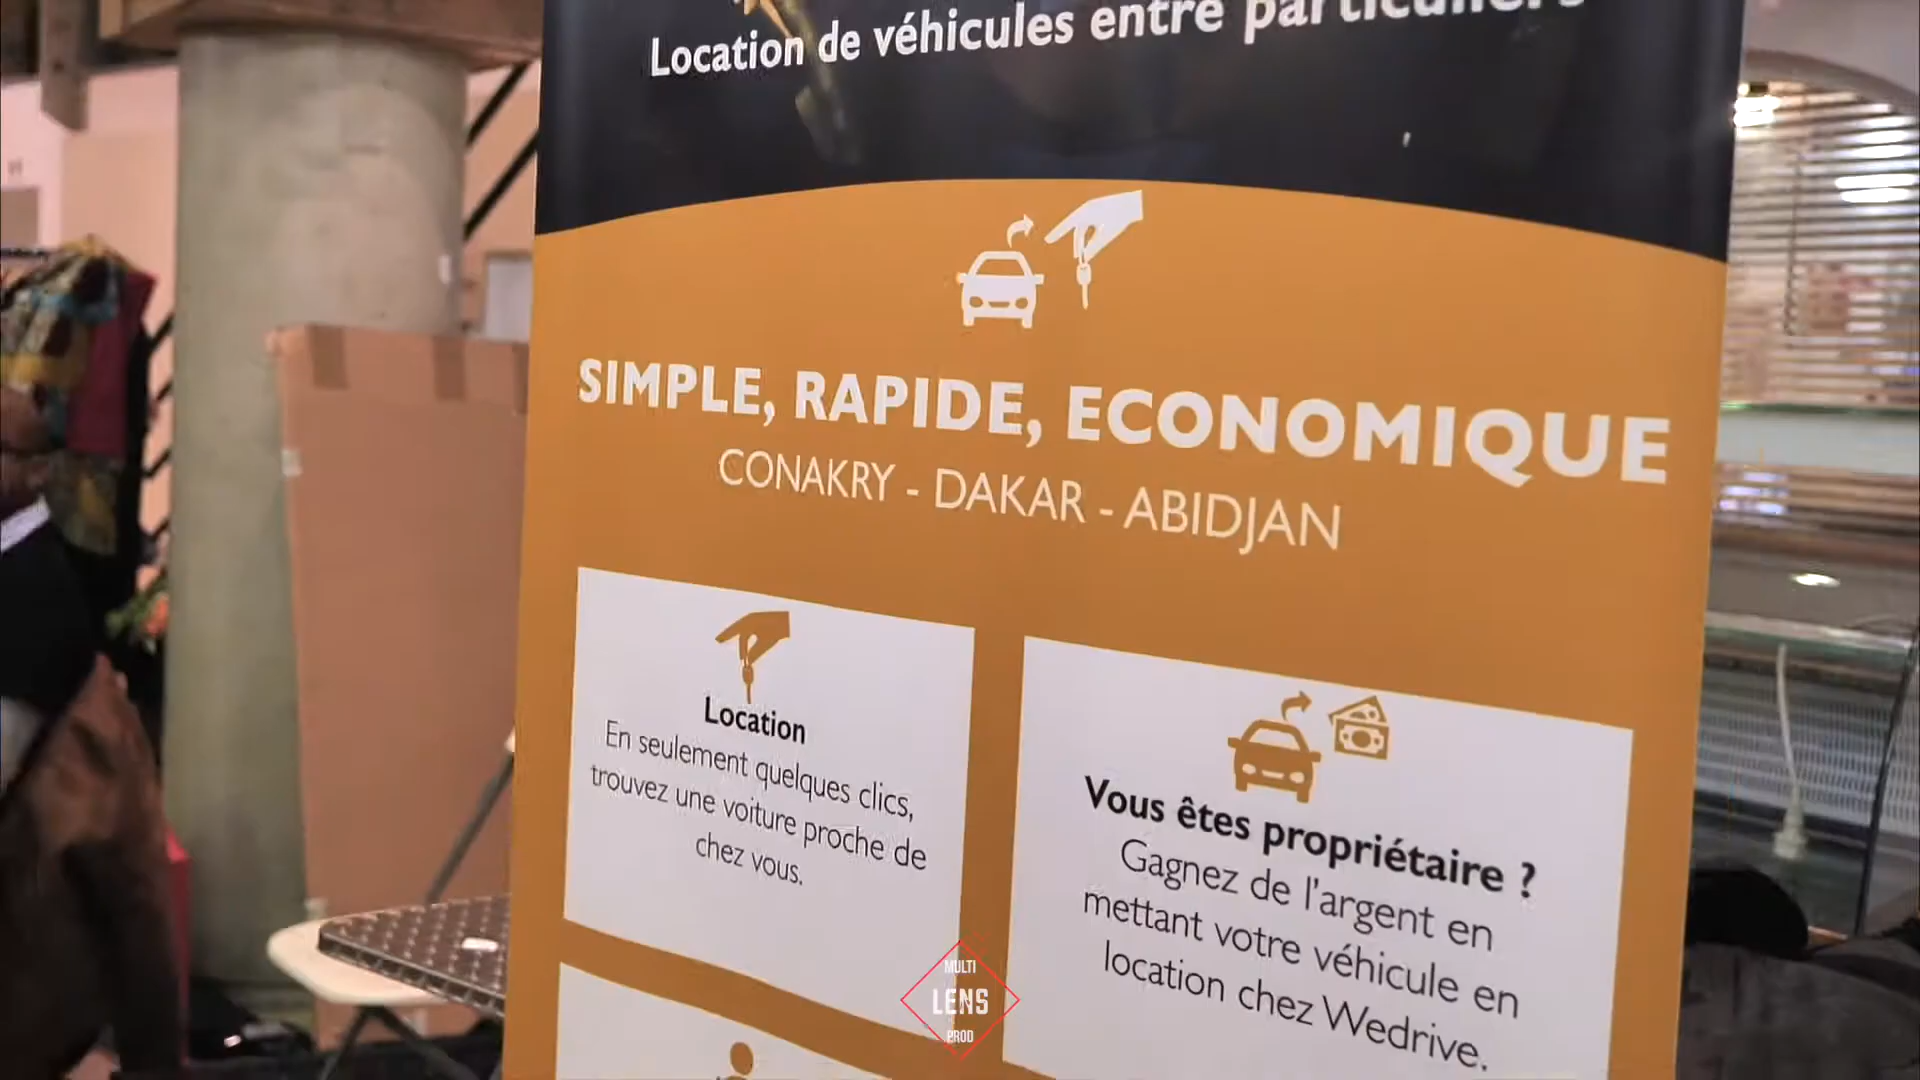 Location de véhicules entre particuliers
SIMPLE, RAPIDE, ECONOMIQUE
CONAKRY - DAKAR - ABIDJAN
Location
En seulement quelques clics,
trouvez une voiture proche de
chez vous.
Vous êtes propriétaire ?
Gagnez de l'argent en
mettant votre véhicule en
location chez Wedrive.
MULTI
LENS
PROD